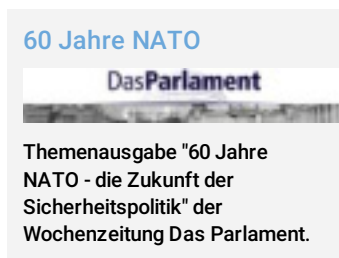 60 Jahre NATO
DasParlament
Themenausgabe "60 Jahre
NATO - die Zukunft der
Sicherheitspolitik" der
Wochenzeitung Das Parlament.